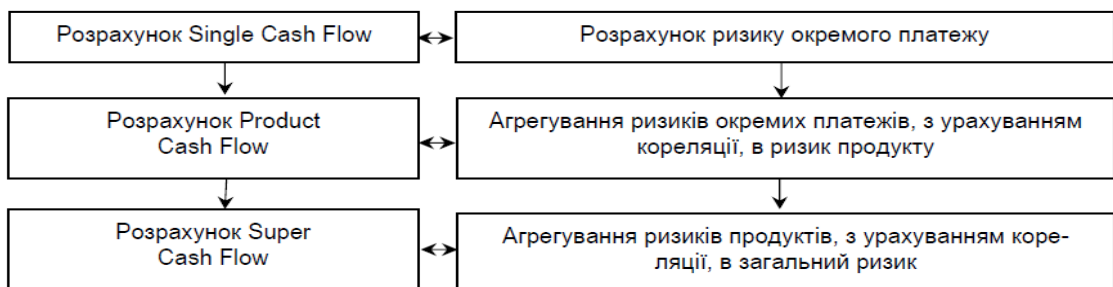 Розрахунок Single Cash Flow
Розрахунок ризику окремого платежу
Розрахунок Product
Cash Flow
Агрегування ризиків окремих платежів, з урахуванням
кореляції, в ризик продукту
Розрахунок Super
Cash Flow
Агрегування ризиків продуктів, з урахуванням коре-
ляції, в загальний ризик